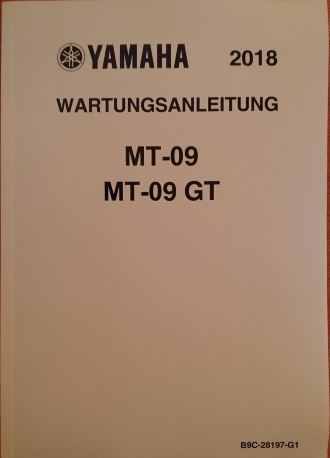 YAMAHA 2018
WARTUNGSANLEITUNG
MT-09
MT-09 GT
B9C-28197-G1